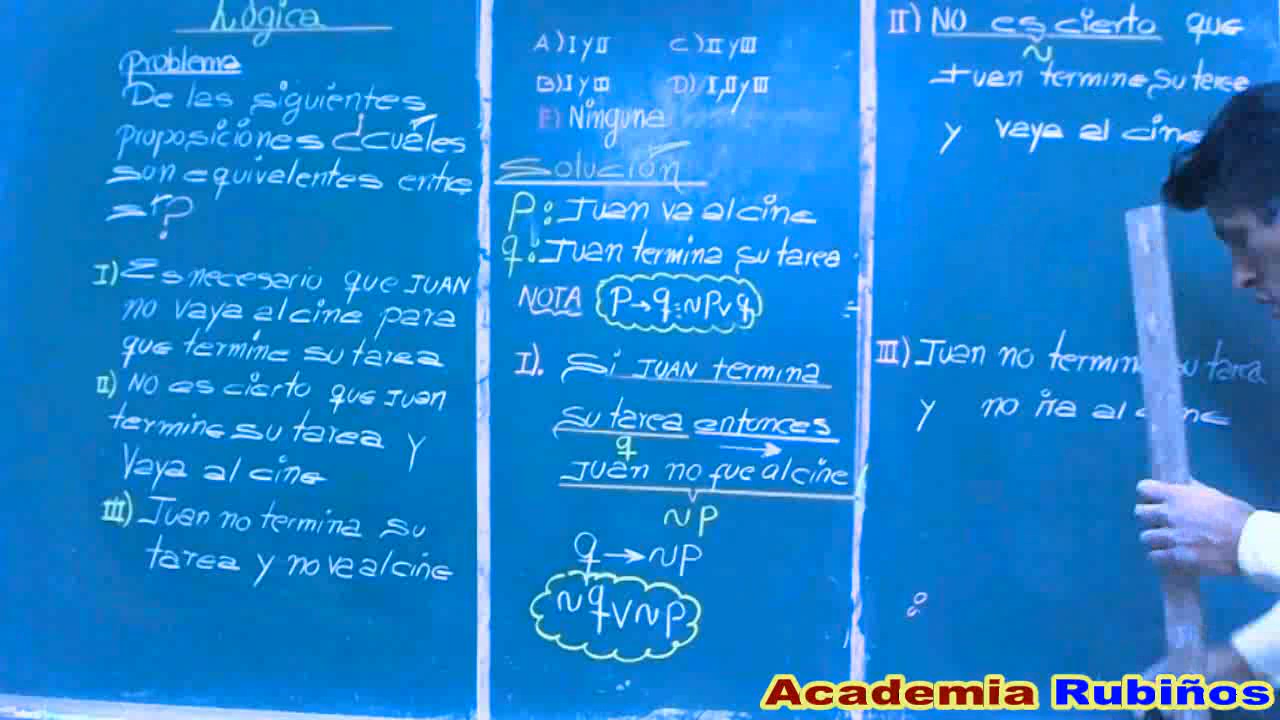 Lógica
problema
De las siguientes
proposiciones ¿cuáles
son equivalentes entre
sí?
I) Es necesario que JUAN
no vaya al cine para
que termine su tarea
II) NO es cierto que Juan
termine su tarea y
vaya al cine
III) Juan no termina su
tarea y no va al cine
A) I y II C) II y III
B) I y III D) I, II y III
E) Ninguna
Solución
P: Juan va al cine
q: Juan termina su tarea
NOTA P→q≡~P∨q
I). Si JUAN termina
su tarea entonces
q →
Juan no fue al cine
~P
q → ~P
~q∨~P
II) NO es cierto que
~
Juan termine su tarea
y vaya al cine
III) Juan no termina su tarea
y no ira al cine
Academia Rubiños